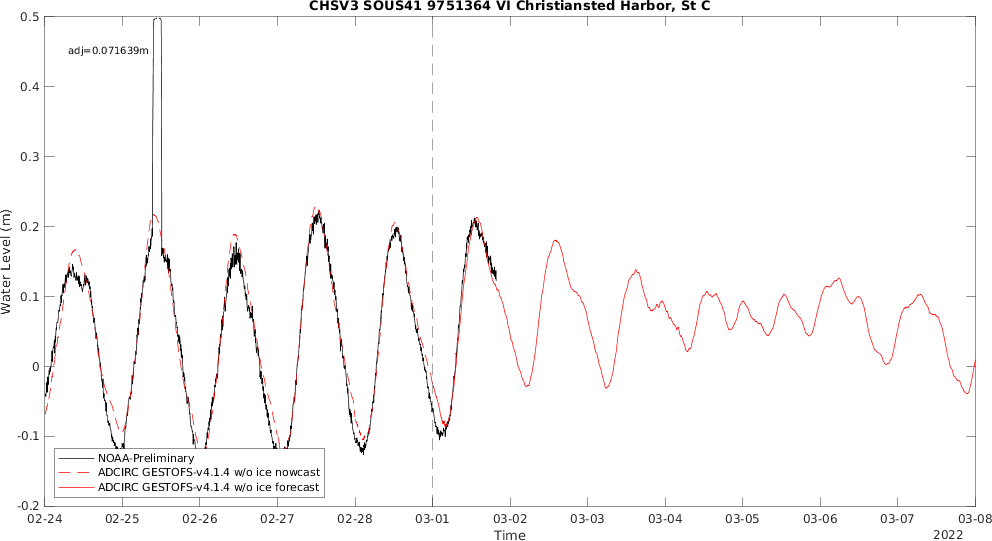 CHSV3 SOUS41 9751364 VI Christiansted Harbor, St C
adj=0.071639m
0.5
0.4
0.3
0.2
0.1
0
-0.1
-0.2
Water Level (m)
NOAA-Preliminary
ADCIRC GESTOFS-v4.1.4 w/o ice nowcast
ADCIRC GESTOFS-v4.1.4 w/o ice forecast
02-24 02-25 02-26 02-27 02-28 03-01 03-02 03-03 03-04 03-05 03-06 03-07 03-08
Time
2022